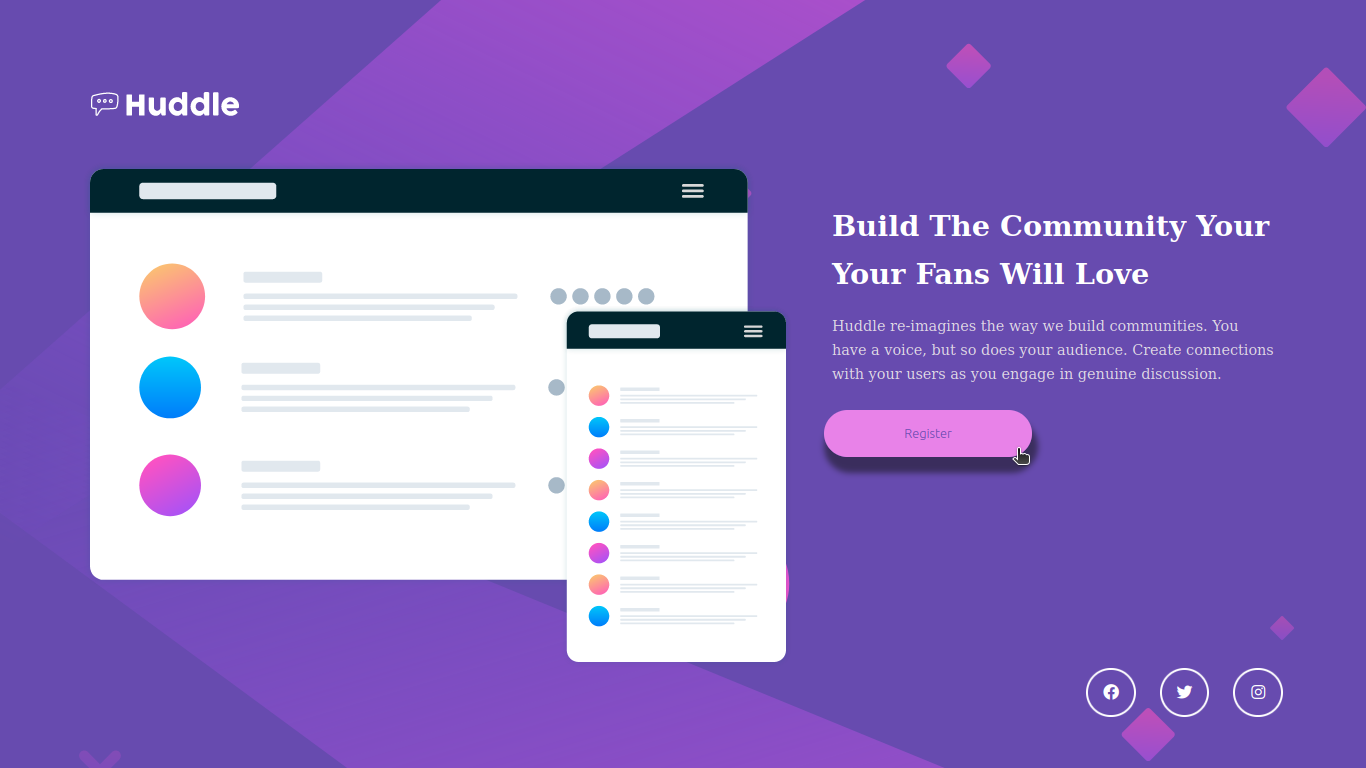 Huddle
Build The Community Your
Your Fans Will Love
Huddle re-imagines the way we build communities. You
have a voice, but so does your audience. Create connections
with your users as you engage in genuine discussion.
Register